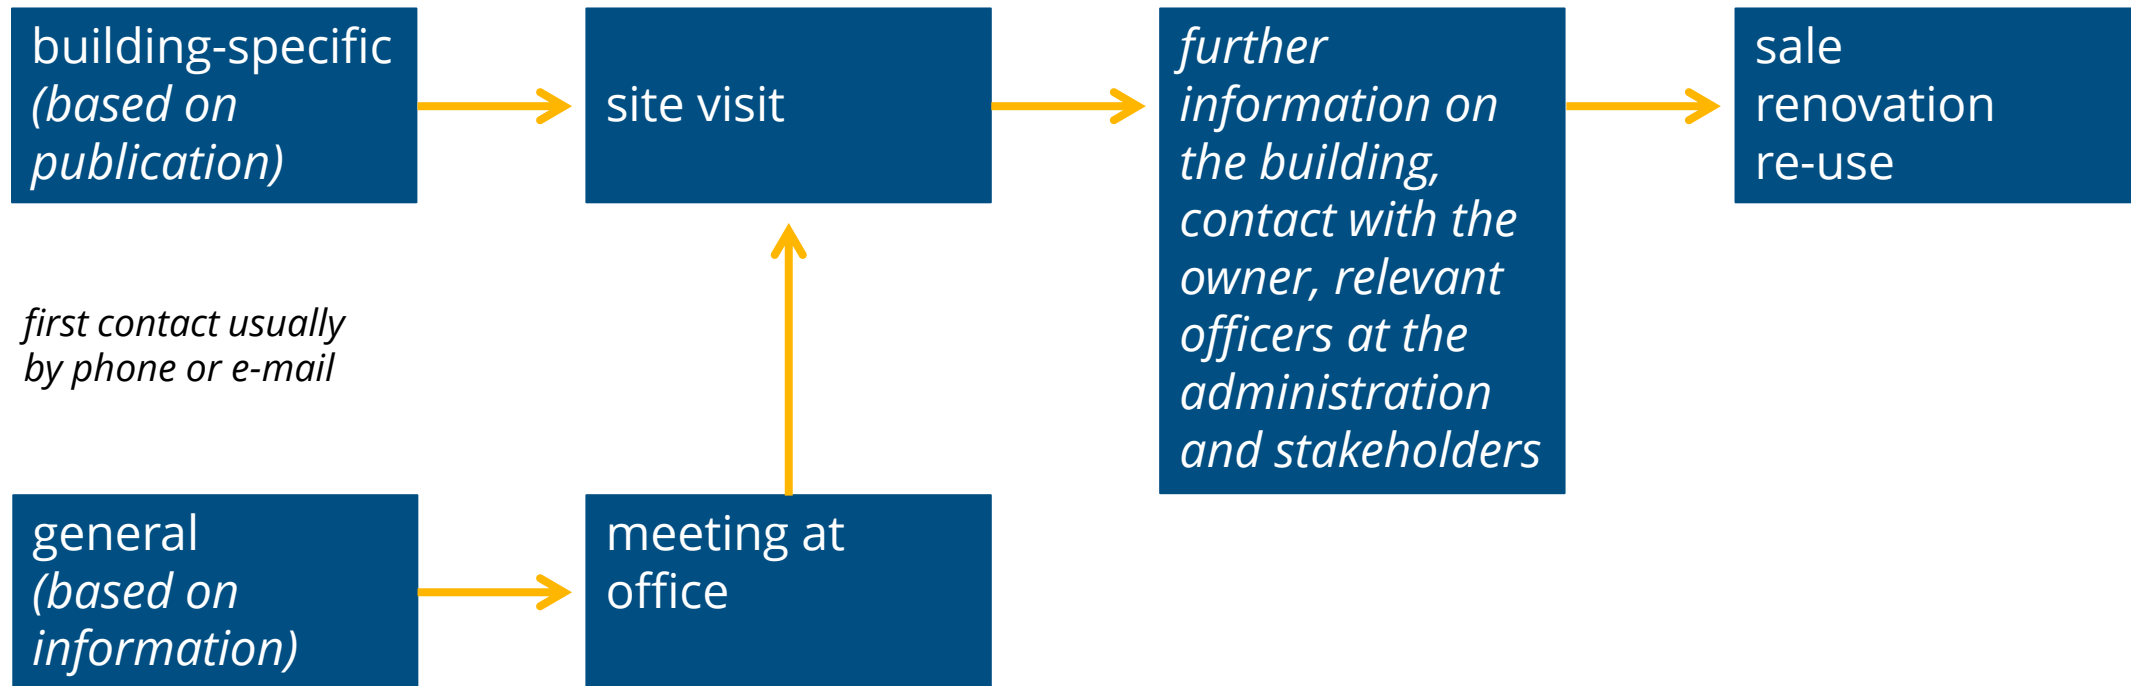 building-specific
(based on
publication)
site visit
further
information on
the building,
contact with the
owner, relevant
officers at the
administration
and stakeholders
sale
renovation
re-use
first contact usually
by phone or e-mail
general
(based on
information)
meeting at
office